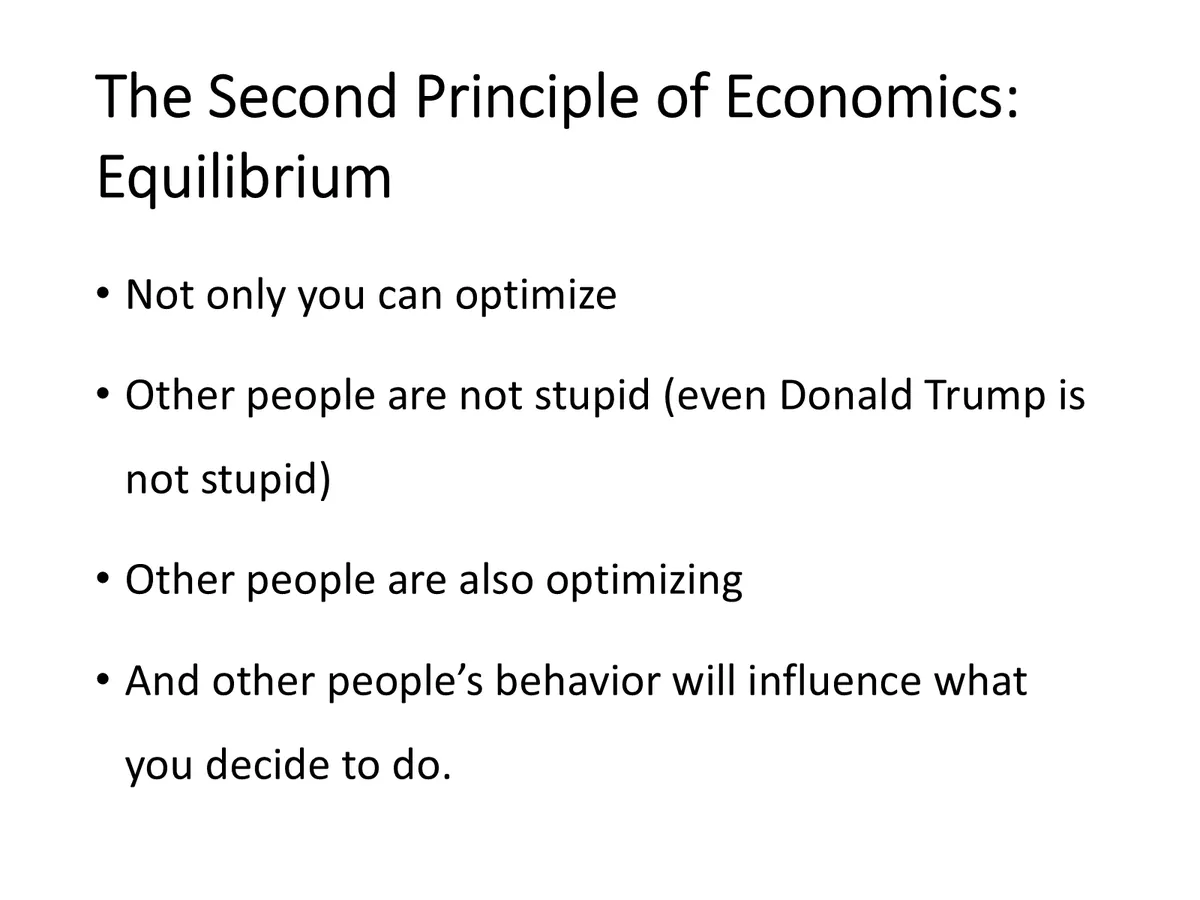 The Second Principle of Economics:
Equilibrium
• Not only you can optimize
• Other people are not stupid (even Donald Trump is
not stupid)
• Other people are also optimizing
• And other people’s behavior will influence what
you decide to do.